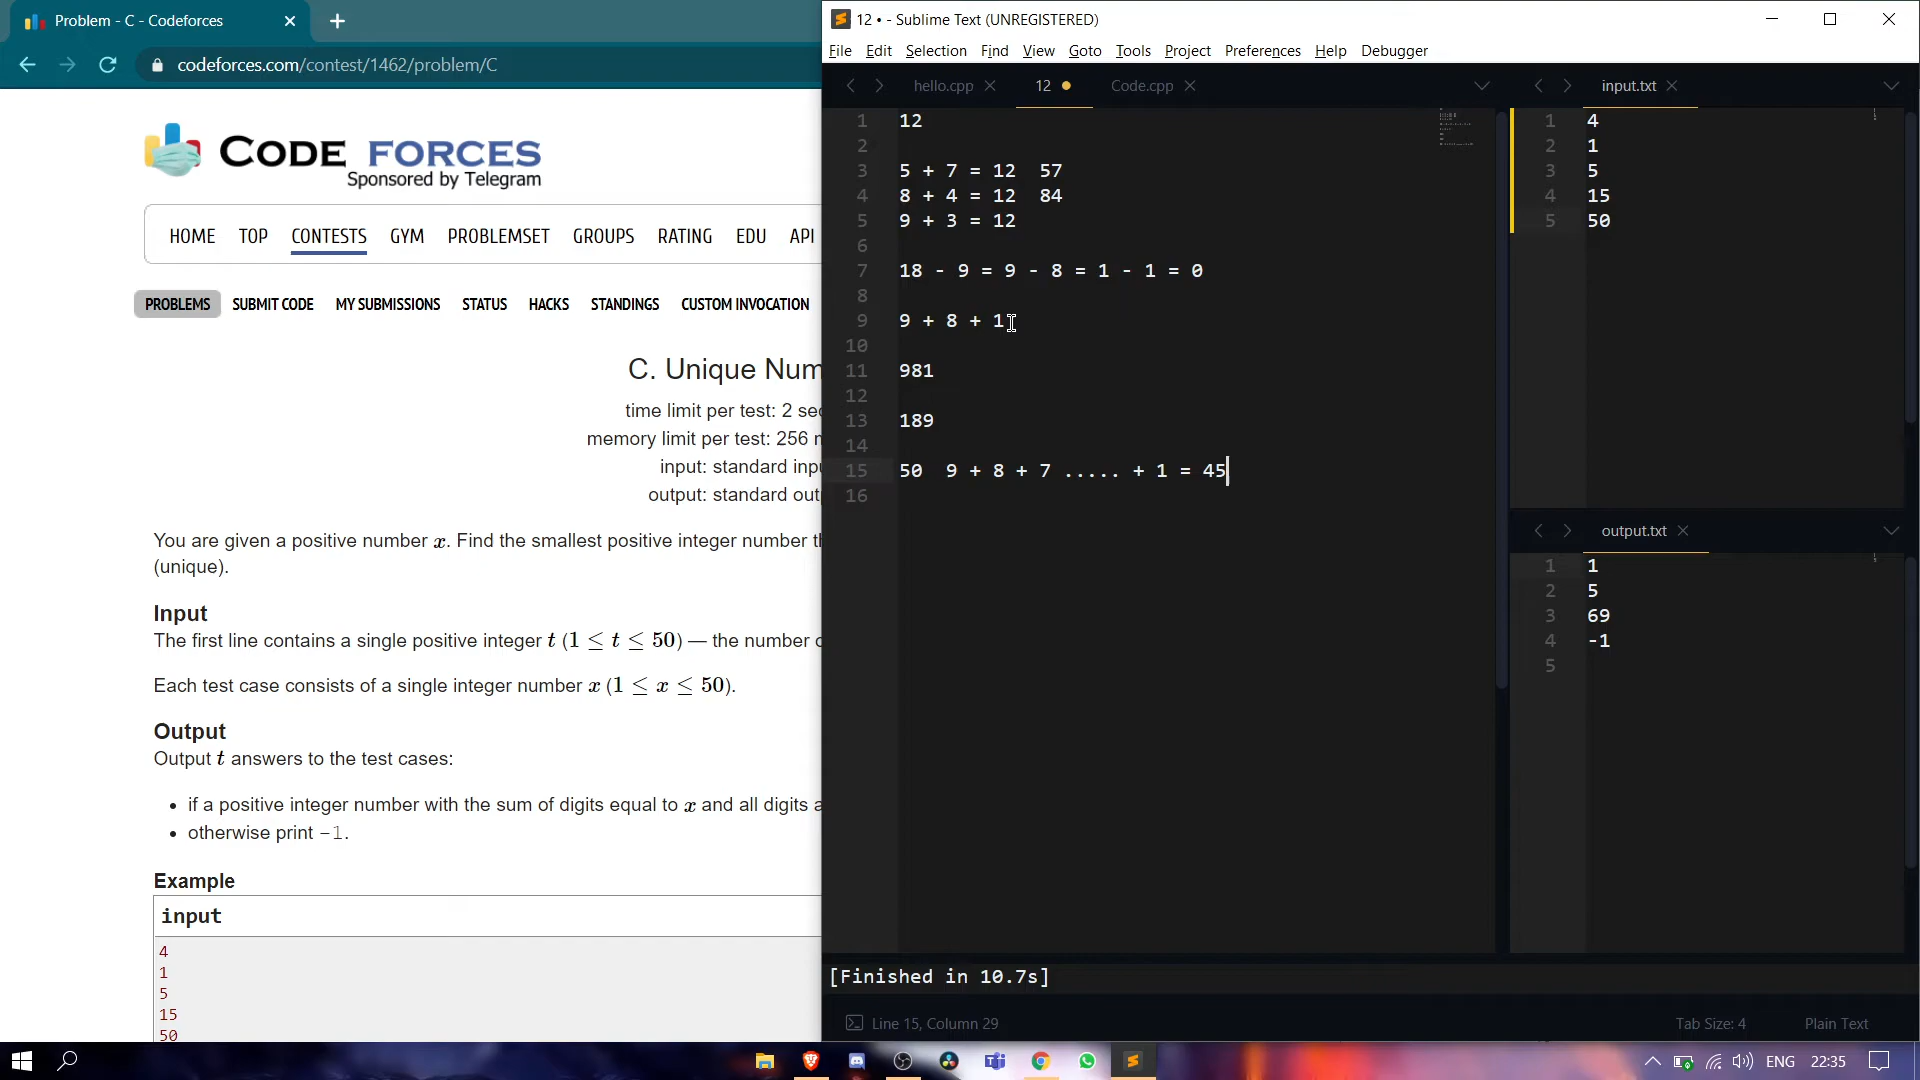 Problem - C - Codeforces
codeforces.com/contest/1462/problem/C
CODE FORCES
Sponsored by Telegram
HOME TOP CONTESTS GYM PROBLEMSET GROUPS RATING EDU API
PROBLEMS SUBMIT CODE MY SUBMISSIONS STATUS HACKS STANDINGS CUSTOM INVOCATION
C. Unique Num
time limit per test: 2 sec
memory limit per test: 256 m
input: standard inpu
output: standard outp
You are given a positive number x. Find the smallest positive integer number th
(unique).
Input
The first line contains a single positive integer t (1 ≤ t ≤ 50) — the number o
Each test case consists of a single integer number x (1 ≤ x ≤ 50).
Output
Output t answers to the test cases:
• if a positive integer number with the sum of digits equal to x and all digits a
• otherwise print -1.
Example
input
4
1
5
15
50
12 • - Sublime Text (UNREGISTERED)
File Edit Selection Find View Goto Tools Project Preferences Help Debugger
hello.cpp 12 Code.cpp
1 12
2
3 5 + 7 = 12  57
4 8 + 4 = 12  84
5 9 + 3 = 12
6
7 18 - 9 = 9 - 8 = 1 - 1 = 0
8
9 9 + 8 + 1
10
11 981
12
13 189
14
15 50  9 + 8 + 7 ..... + 1 = 45
16
input.txt
1 4
2 1
3 5
4 15
5 50
output.txt
1 1
2 5
3 69
4 -1
5
[Finished in 10.7s]
Line 15, Column 29
Tab Size: 4 Plain Text
ENG 22:35